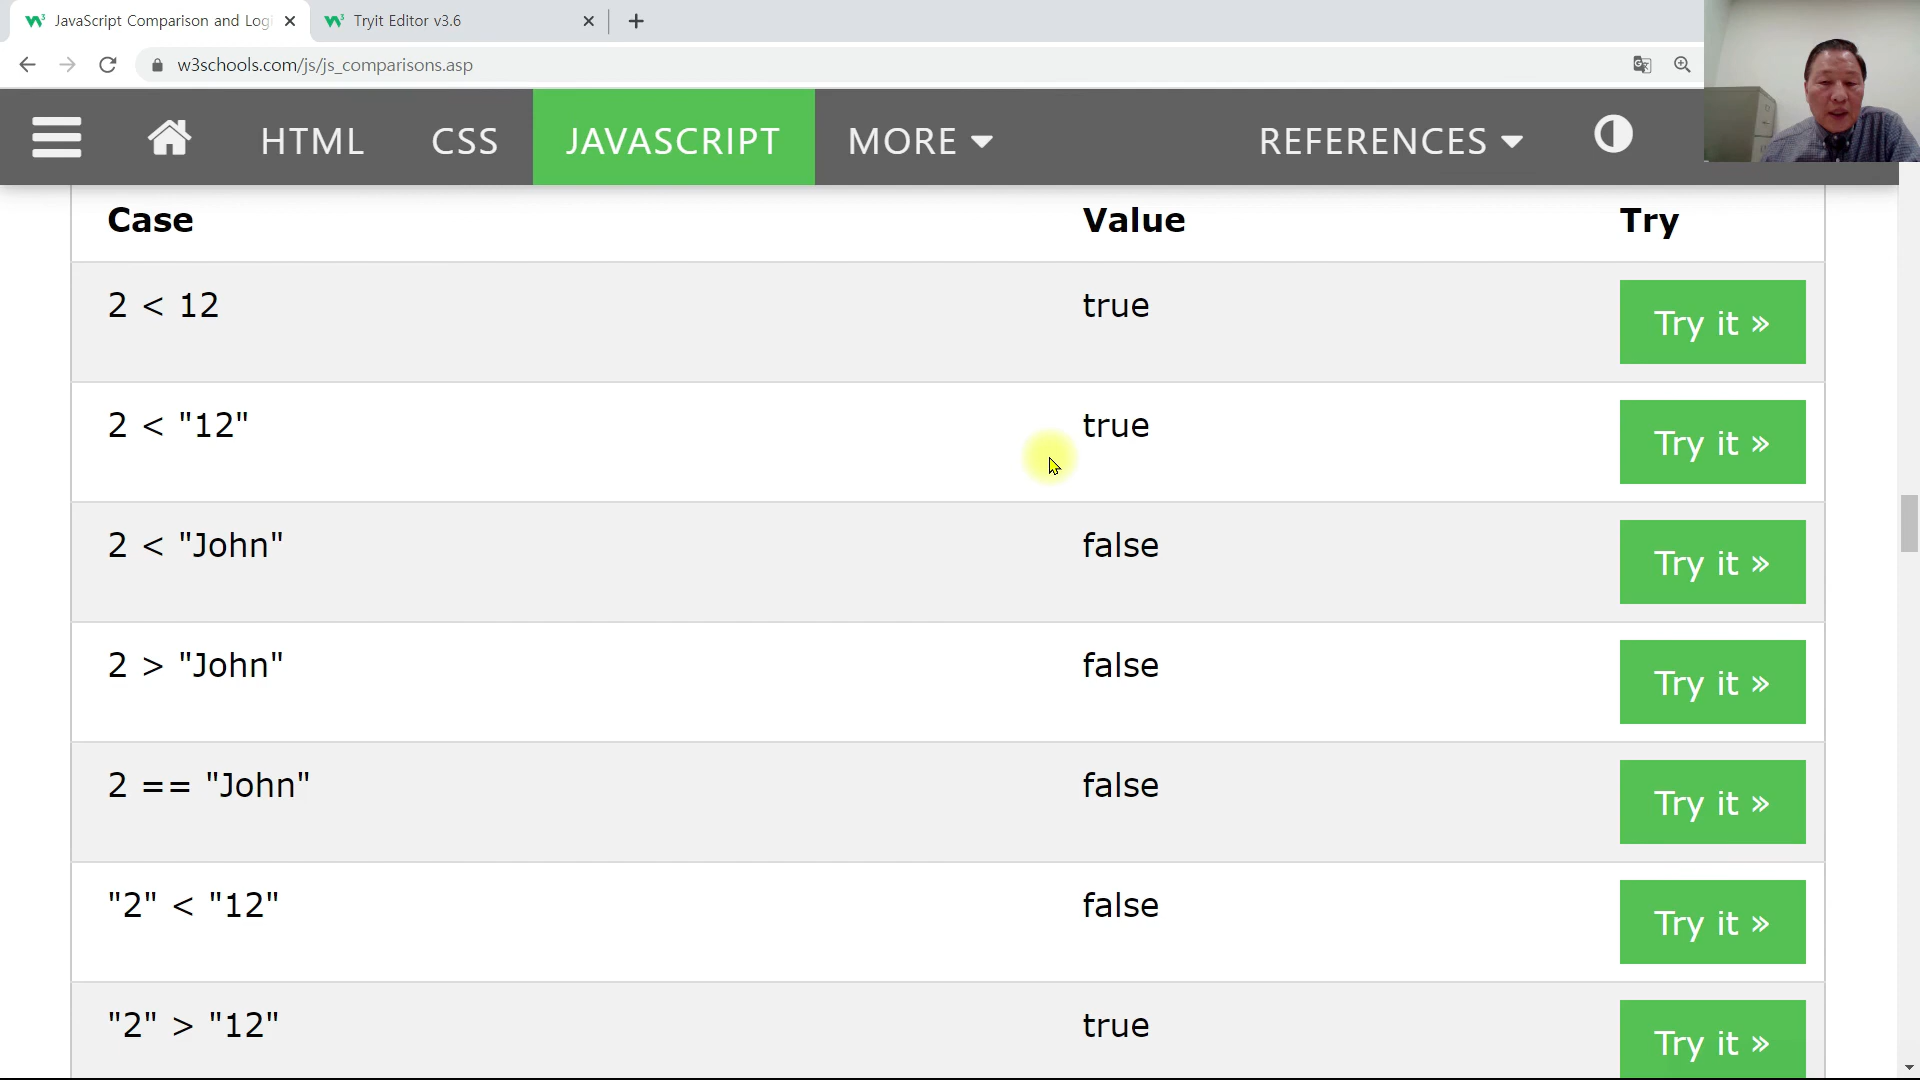 JavaScript Comparison and Log
Tryit Editor v3.6
w3schools.com/js/js_comparisons.asp
HTML CSS JAVASCRIPT MORE REFERENCES
Case Value Try
2 < 12 true Try it »
2 < "12" true Try it »
2 < "John" false Try it »
2 > "John" false Try it »
2 == "John" false Try it »
"2" < "12" false Try it »
"2" > "12" true Try it »